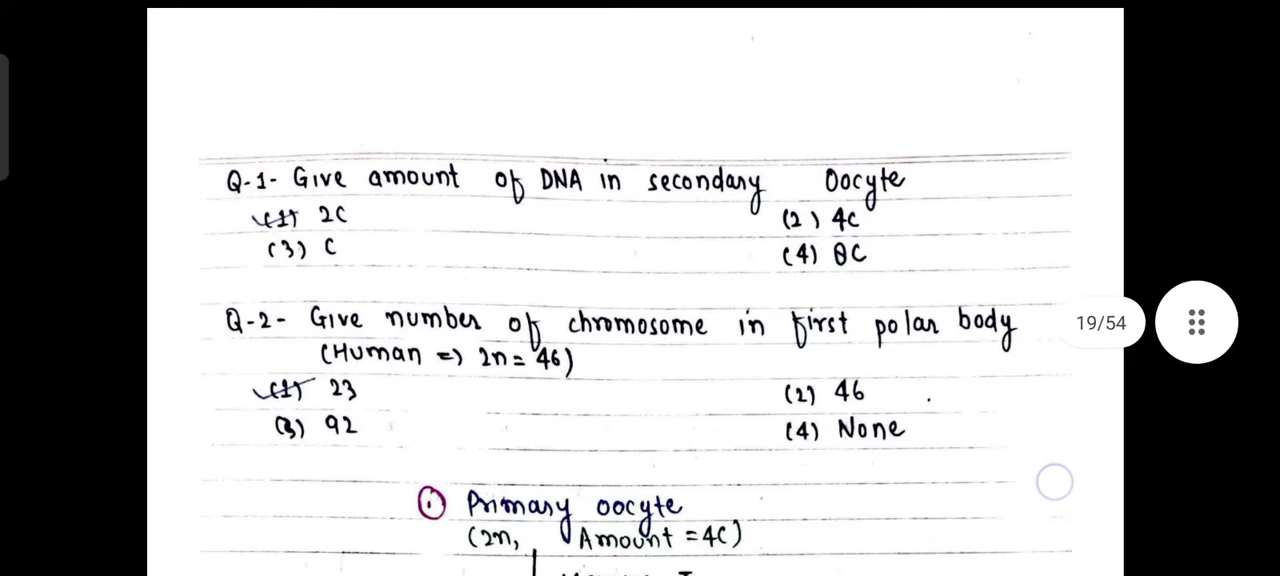 Q-1- Give amount of DNA in secondary Oocyte
(1) 2C (2) 4C
(3) C (4) 8C
Q-2- Give number of chromosome in first polar body
(Human => 2n = 46)
(1) 23 (2) 46
(3) 92 (4) None
19/54
① Primary oocyte
(2n, Amount = 4C)